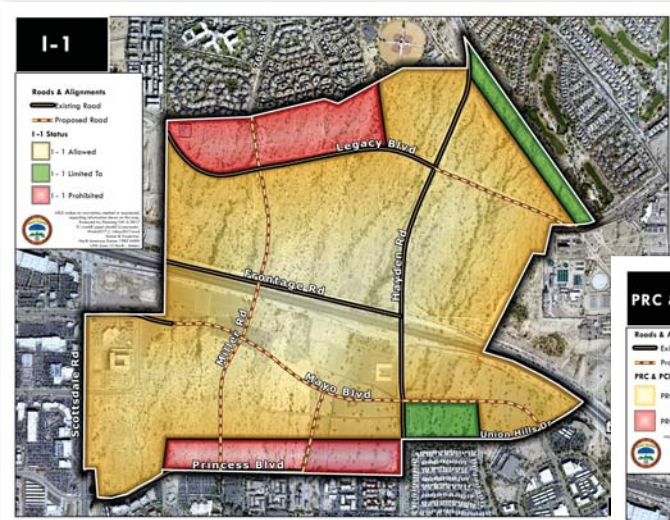 I-1
Roads & Alignments
Existing Road
Proposed Road
I -1 Status
I - 1 Allowed
I - 1 Limited To
I - 1 Prohibited
76th
Legacy Blvd
Hayden Rd
Frontage Rd
Miller Rd
Scottsdale Rd
Mayo Blvd
Union Hills Dr
Princess Blvd
PRC &
Roads & A
Exi
Pro
PRC & PC
PR
PR